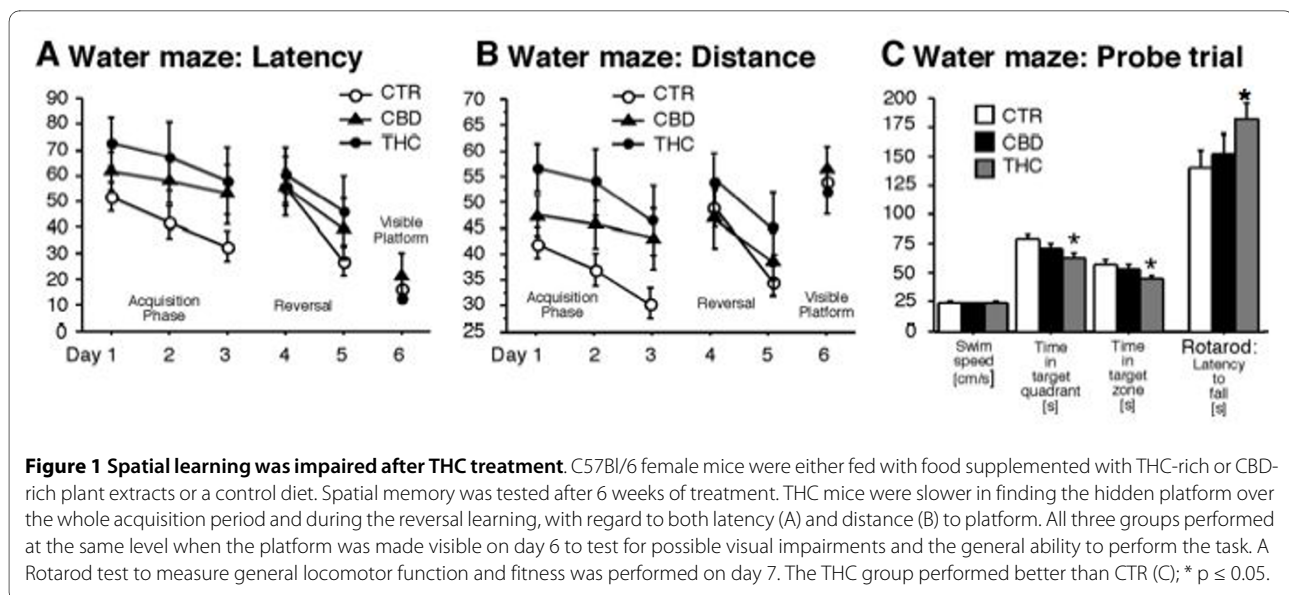 A Water maze: Latency
90
80
70
60
50
40
30
20
10
0
CTR
CBD
THC
Acquisition
Phase
Reversal
Visible
Platform
Day 1 2 3 4 5 6
B Water maze: Distance
70
65
60
55
50
45
40
35
30
25
CTR
CBD
THC
Acquisition
Phase
Reversal
Visible
Platform
Day 1 2 3 4 5 6
C Water maze: Probe trial
200
175
150
125
100
75
50
25
0
CTR
CBD
THC
*
*
*
Swim
speed
[cm/s]
Time
in
target
quadrant
[s]
Time
in
target
zone
[s]
Rotarod:
Latency
to
fall
[s]
Figure 1 Spatial learning was impaired after THC treatment. C57Bl/6 female mice were either fed with food supplemented with THC-rich or CBD-
rich plant extracts or a control diet. Spatial memory was tested after 6 weeks of treatment. THC mice were slower in finding the hidden platform over
the whole acquisition period and during the reversal learning, with regard to both latency (A) and distance (B) to platform. All three groups performed
at the same level when the platform was made visible on day 6 to test for possible visual impairments and the general ability to perform the task. A
Rotarod test to measure general locomotor function and fitness was performed on day 7. The THC group performed better than CTR (C); * p ≤ 0.05.